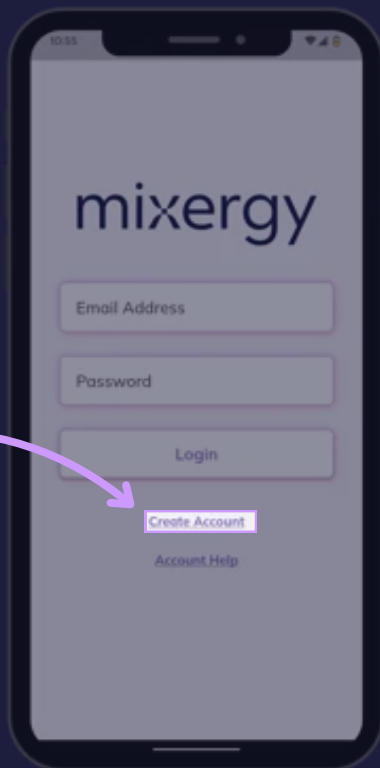 10:55
mixergy
Email Address
Password
Login
Create Account
Account Help